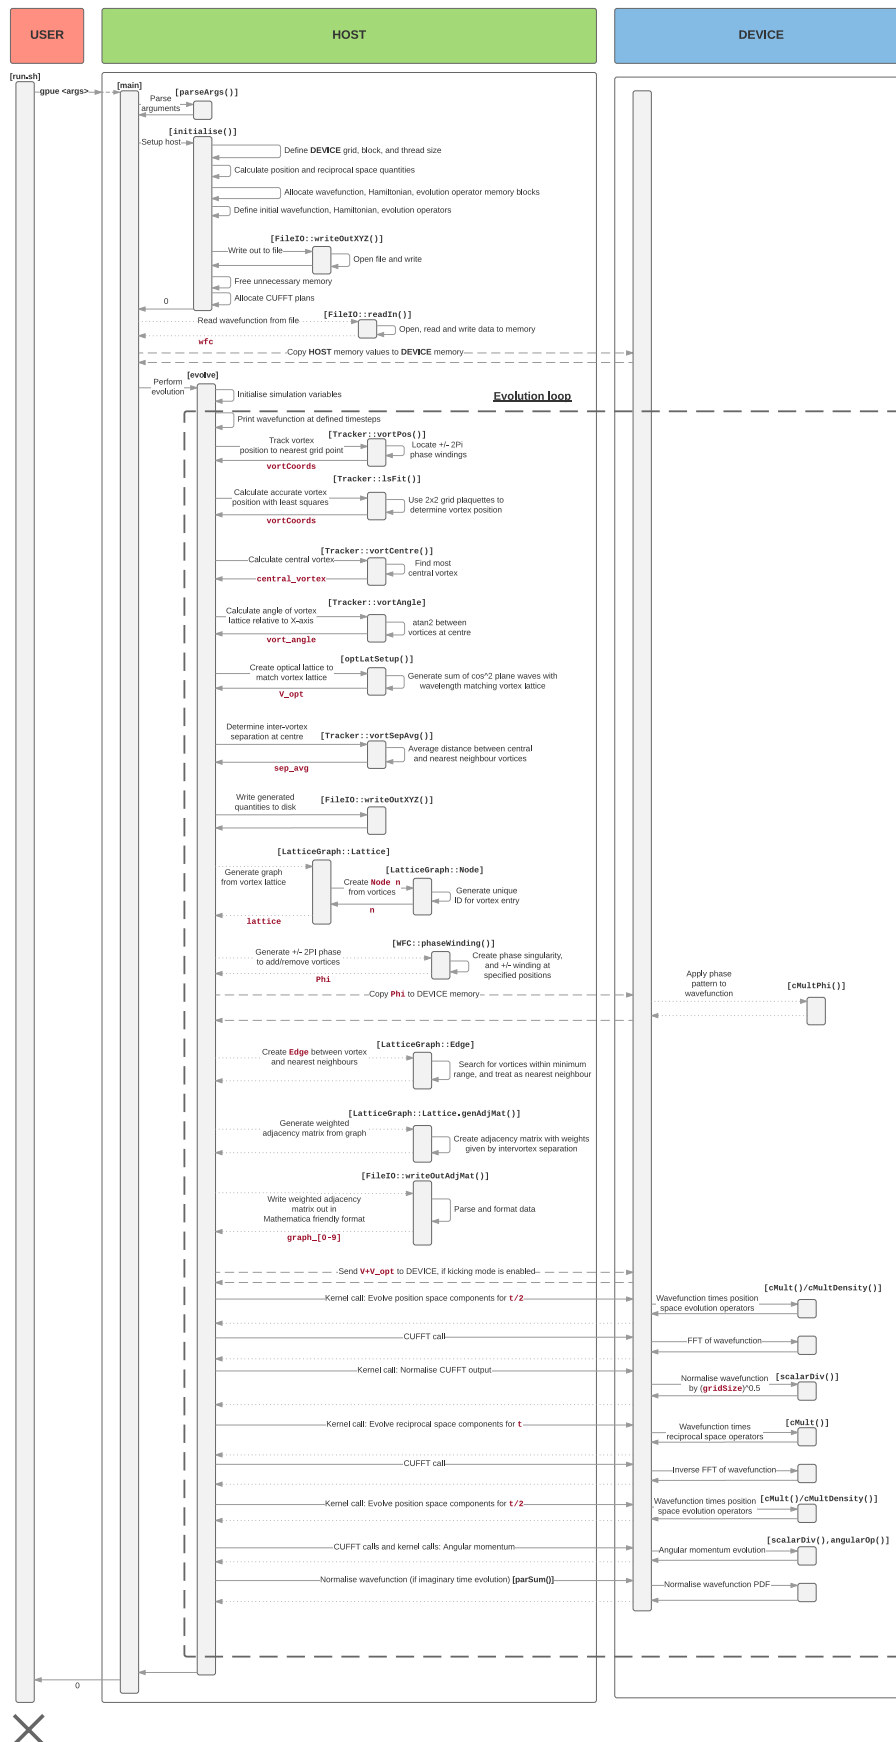 USER
HOST
DEVICE
[run.sh]
gpue <args>
[main]
[parseArgs()]
Parse
arguments
[initialise()]
Setup host
Define DEVICE grid, block, and thread size
Calculate position and reciprocal space quantities
Allocate wavefunction, Hamiltonian, evolution operator memory blocks
Define initial wavefunction, Hamiltonian, evolution operators
[FileIO::writeOutXYZ()]
Write out to file
Open file and write
Free unnecessary memory
Allocate CUFFT plans
0
[FileIO::readIn()]
Read wavefunction from file
Open, read and write data to memory
wfc
Copy HOST memory values to DEVICE memory
[evolve]
Perform
evolution
Initialise simulation variables
Evolution loop
Print wavefunction at defined timesteps
[Tracker::vortPos()]
Track vortex
position to nearest grid point
Locate +/- 2Pi
phase windings
vortCoords
[Tracker::lsFit()]
Calculate accurate vortex
position with least squares
Use 2x2 grid plaquettes to
determine vortex position
vortCoords
[Tracker::vortCentre()]
Calculate central vortex
Find most
central vortex
central_vortex
[Tracker::vortAngle]
Calculate angle of vortex
lattice relative to X-axis
atan2 between
vortices at centre
vort_angle
[optLatSetup()]
Create optical lattice to
match vortex lattice
Generate sum of cos^2 plane waves with
wavelength matching vortex lattice
V_opt
Determine inter-vortex
separation at centre
[Tracker::vortSepAvg()]
Average distance between central
and nearest neighbour vortices
sep_avg
Write generated
quantities to disk
[FileIO::writeOutXYZ()]
[LatticeGraph::Lattice]
Generate graph
from vortex lattice
[LatticeGraph::Node]
Create Node n
from vortices
Generate unique
ID for vortex entry
n
lattice
[WFC::phaseWinding()]
Generate +/- 2PI phase
to add/remove vortices
Create phase singularity,
and +/- winding at
specified positions
Phi
Copy Phi to DEVICE memory
Apply phase
pattern to
wavefunction
[cMultPhi()]
[LatticeGraph::Edge]
Create Edge between vortex
and nearest neighbours
Search for vortices within minimum
range, and treat as nearest neighbour
[LatticeGraph::Lattice.genAdjMat()]
Generate weighted
adjacency matrix from graph
Create adjacency matrix with weights
given by intervortex separation
[FileIO::writeOutAdjMat()]
Write weighted adjacency
matrix out in
Mathematica friendly format
Parse and format data
graph_[0-9]
Send V+V_opt to DEVICE, if kicking mode is enabled
[cMult()/cMultDensity()]
Kernel call: Evolve position space components for t/2
Wavefunction times position
space evolution operators
CUFFT call
FFT of wavefunction
Kernel call: Normalise CUFFT output
[scalarDiv()]
Normalise wavefunction
by (gridSize)^0.5
[cMult()]
Kernel call: Evolve reciprocal space components for t
Wavefunction times
reciprocal space operators
CUFFT call
Inverse FFT of wavefunction
[cMult()/cMultDensity()]
Kernel call: Evolve position space components for t/2
Wavefunction times position
space evolution operators
[scalarDiv(),angularOp()]
CUFFT calls and kernel calls: Angular momentum
Angular momentum evolution
Normalise wavefunction (if imaginary time evolution) [parSum()]
Normalise wavefunction PDF
0